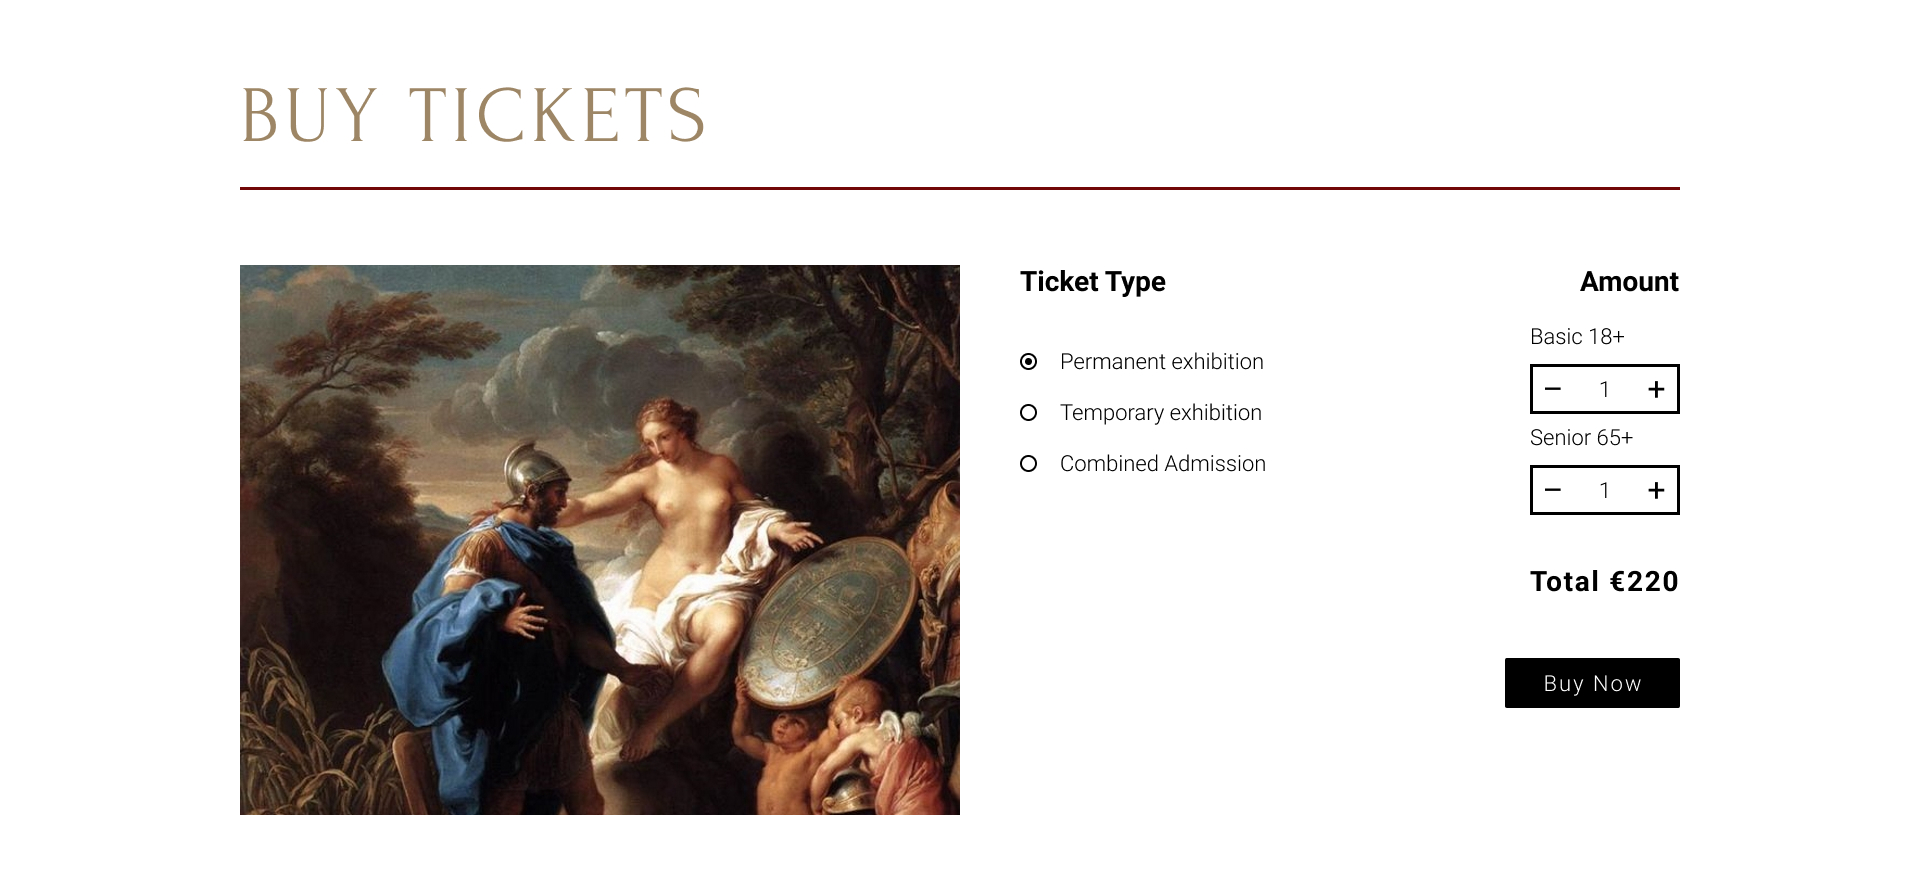 BUY TICKETS
Ticket Type
Permanent exhibition
Temporary exhibition
Combined Admission
Amount
Basic 18+
− 1 +
Senior 65+
− 1 +
Total €220
Buy Now